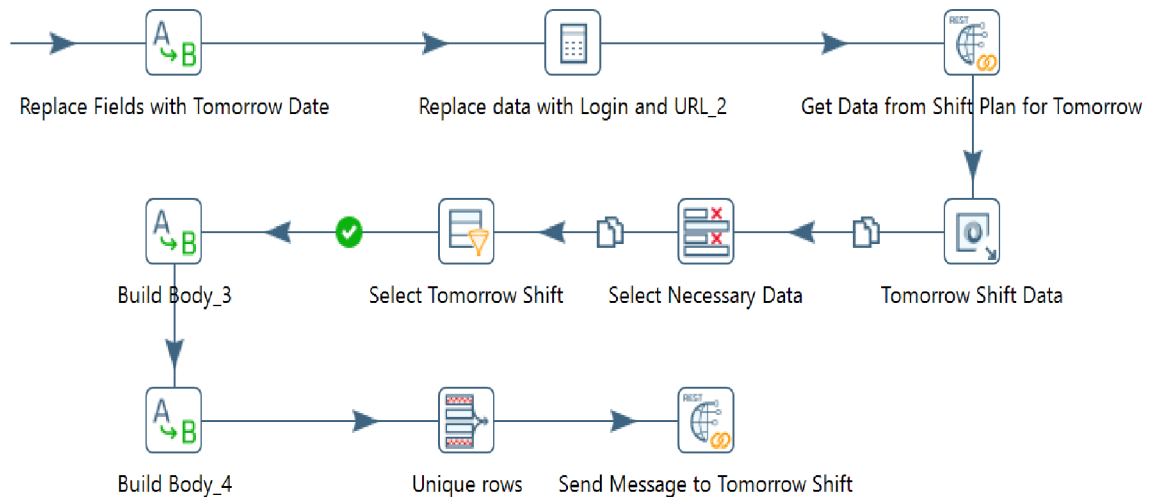 REST
A
B
Replace Fields with Tomorrow Date
Replace data with Login and URL_2
Get Data from Shift Plan for Tomorrow
A
B
Build Body_3
Select Tomorrow Shift
Select Necessary Data
Tomorrow Shift Data
REST
A
B
Build Body_4
Unique rows
Send Message to Tomorrow Shift